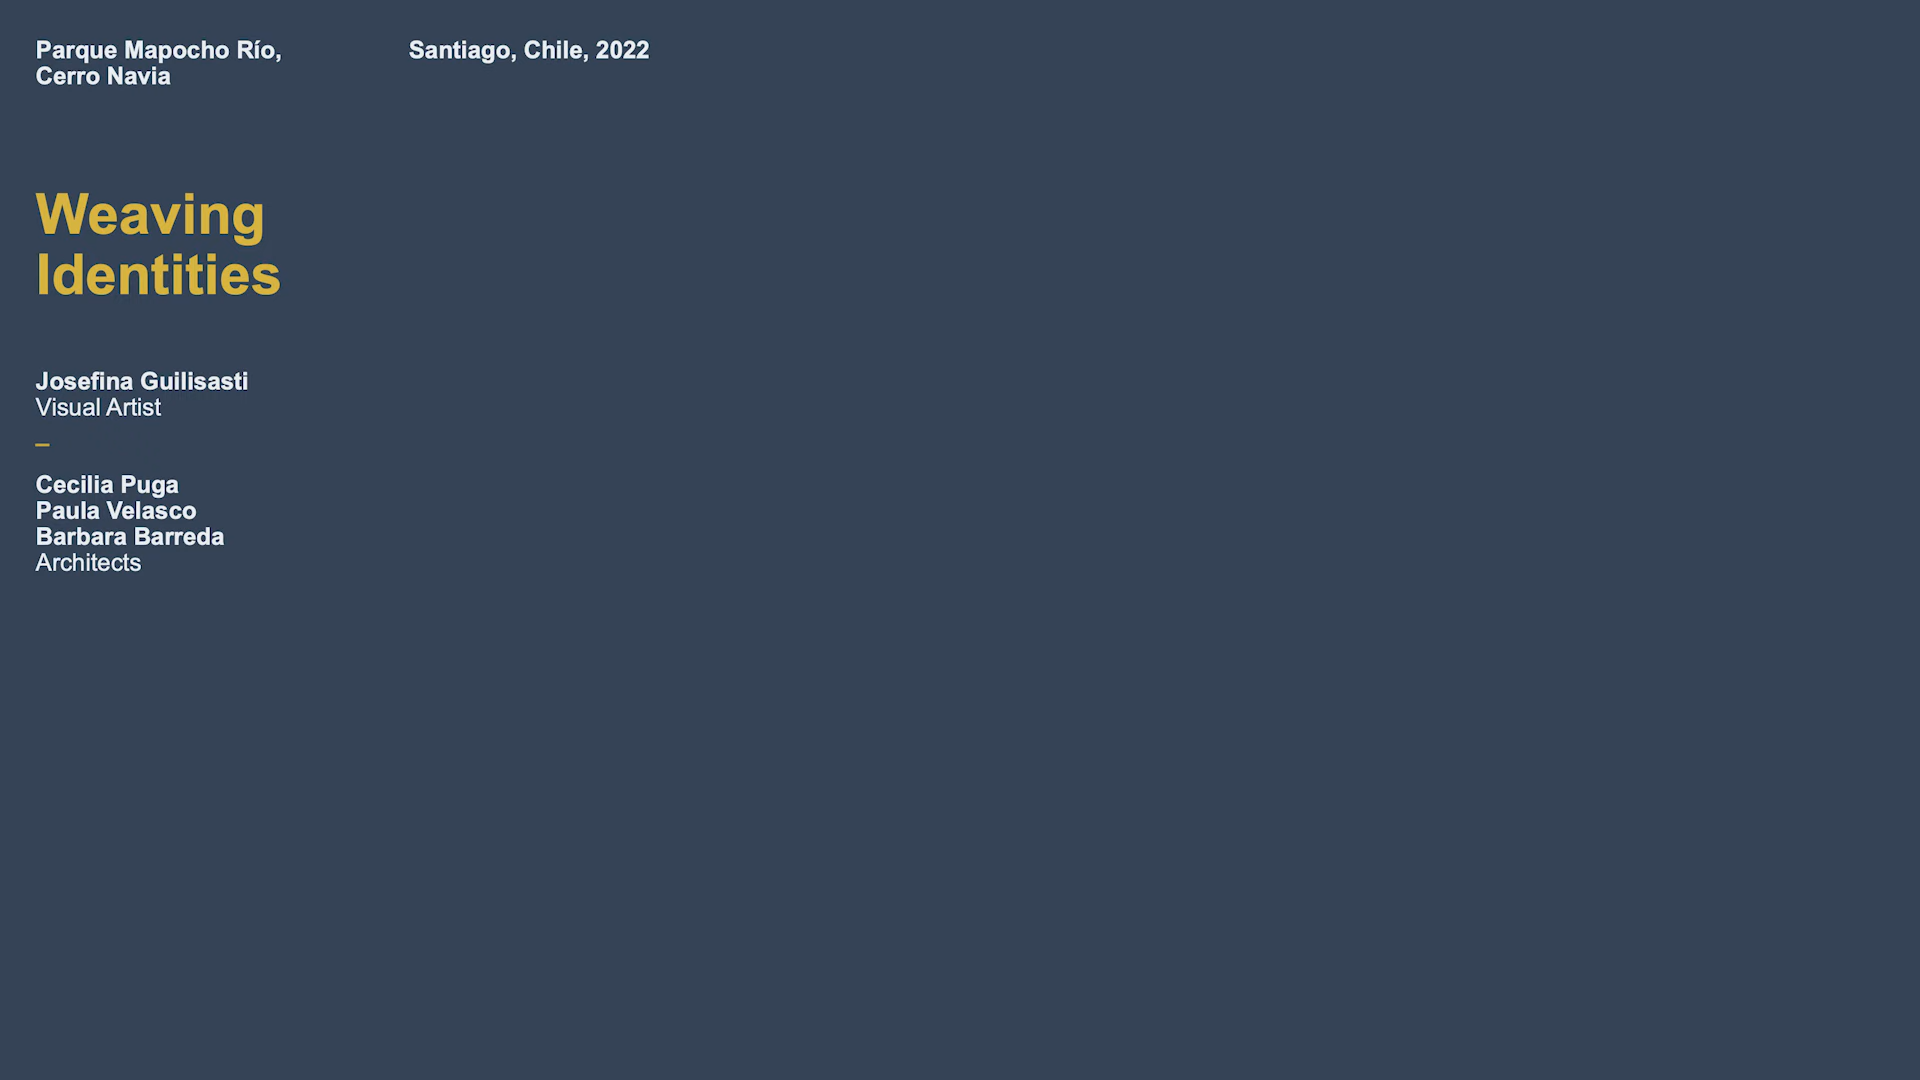 Parque Mapocho Río,
Cerro Navia
Santiago, Chile, 2022
Weaving
Identities
Josefina Guilisasti
Visual Artist
–
Cecilia Puga
Paula Velasco
Barbara Barreda
Architects